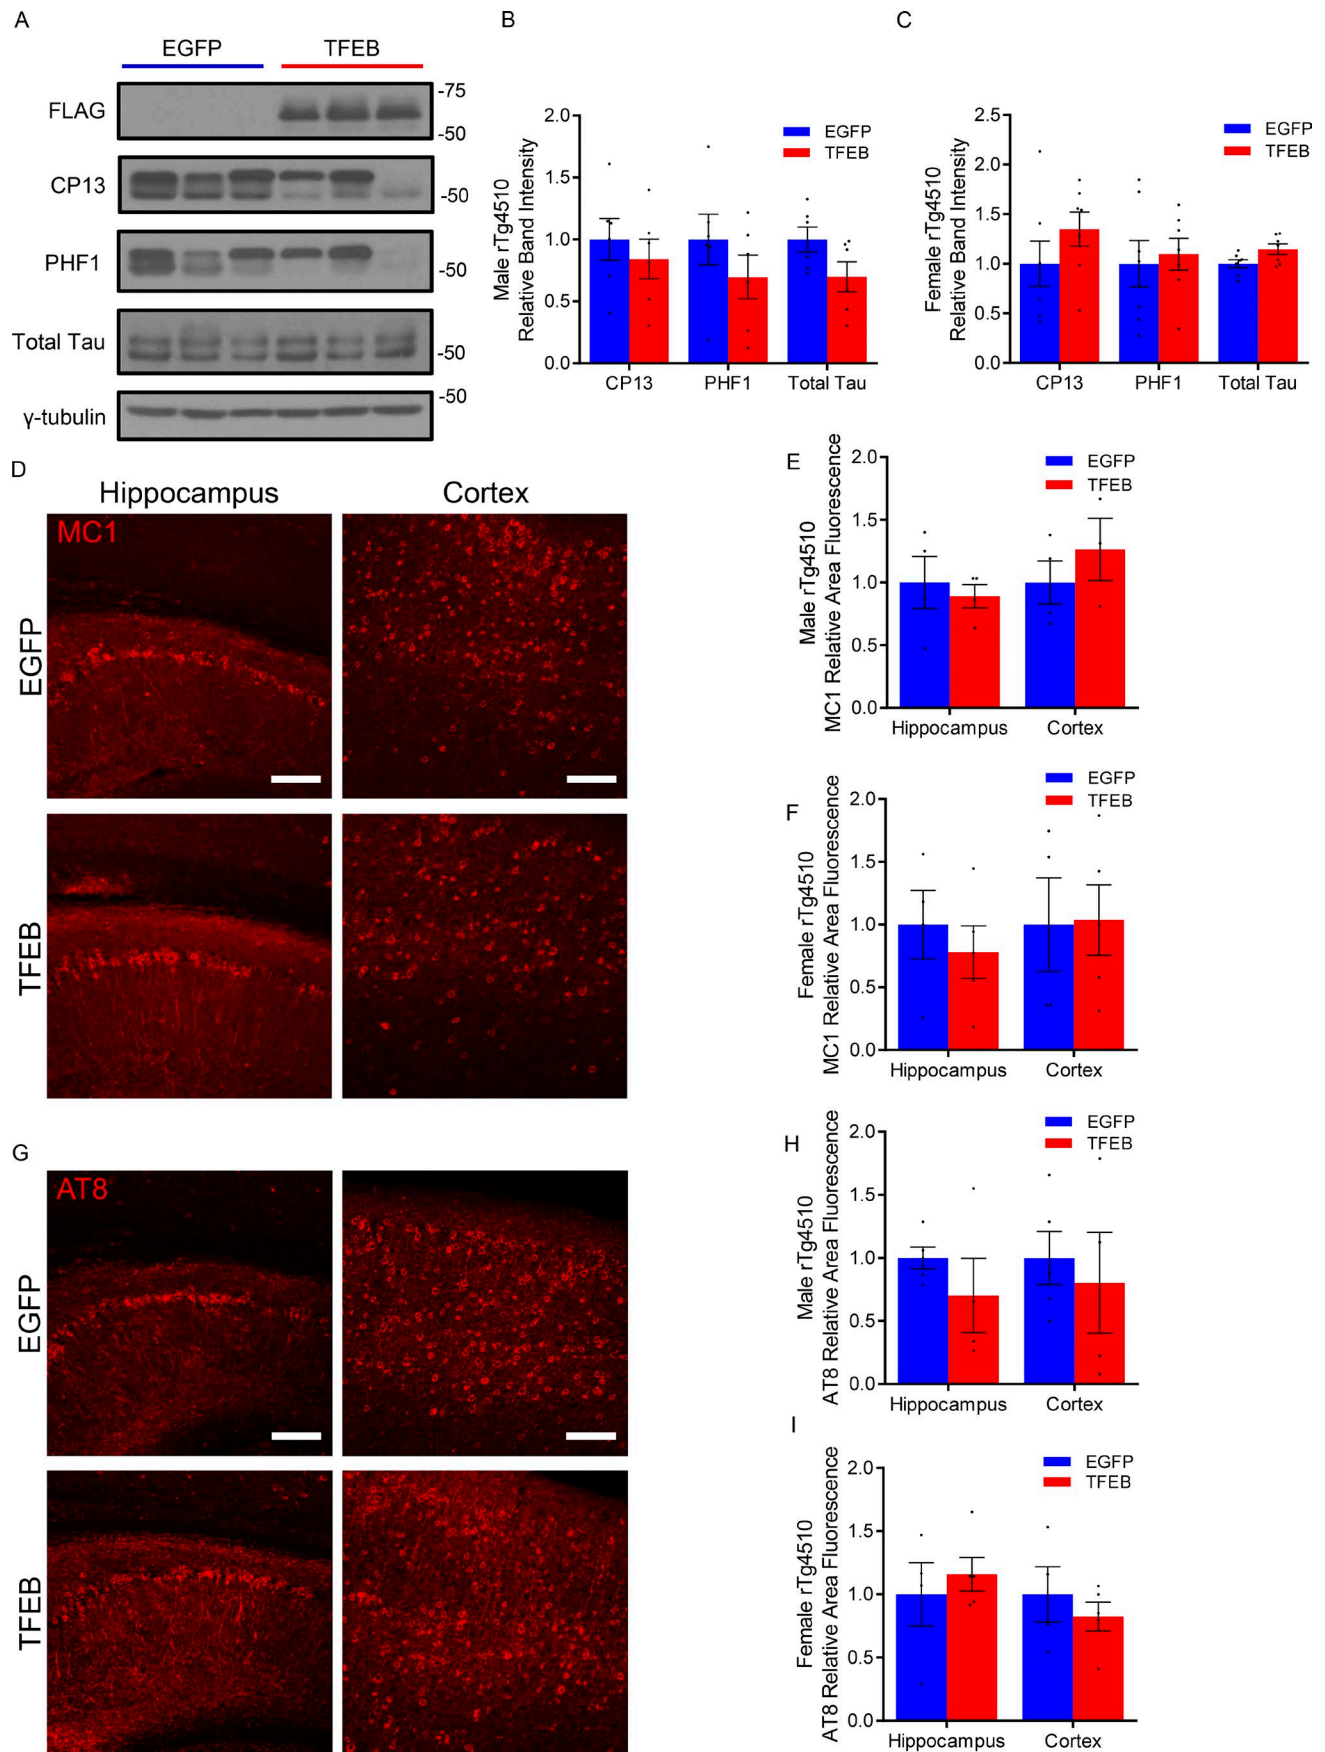 A
EGFP TFEB
FLAG
-75
-50
CP13
-50
PHF1
-50
Total Tau
-50
γ-tubulin
-50
B
Male rTg4510
Relative Band Intensity
2.0
1.5
1.0
0.5
0.0
EGFP
TFEB
CP13 PHF1 Total Tau
C
Female rTg4510
Relative Band Intensity
2.5
2.0
1.5
1.0
0.5
0.0
EGFP
TFEB
CP13 PHF1 Total Tau
D
Hippocampus Cortex
MC1
EGFP
TFEB
E
Male rTg4510
MC1 Relative Area Fluorescence
2.0
1.5
1.0
0.5
0.0
EGFP
TFEB
Hippocampus Cortex
F
Female rTg4510
MC1 Relative Area Fluorescence
2.0
1.5
1.0
0.5
0.0
EGFP
TFEB
Hippocampus Cortex
G
AT8
EGFP
TFEB
H
Male rTg4510
AT8 Relative Area Fluorescence
2.0
1.5
1.0
0.5
0.0
EGFP
TFEB
Hippocampus Cortex
I
Female rTg4510
AT8 Relative Area Fluorescence
2.0
1.5
1.0
0.5
0.0
EGFP
TFEB
Hippocampus Cortex